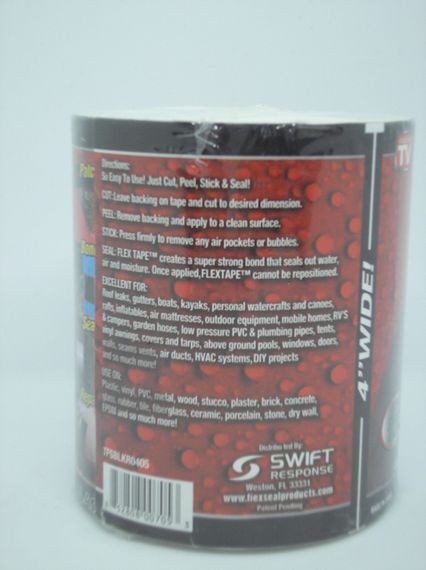 Directions:
So Easy To Use! Just Cut, Peel, Stick & Seal!
CUT: Leave backing on tape and cut to desired dimension.
PEEL: Remove backing and apply to a clean surface.
STICK: Press firmly to remove any air pockets or bubbles.
SEAL: FLEX TAPE™ creates a super strong bond that seals out water,
air and moisture. Once applied, FLEXTAPE™ cannot be repositioned.
EXCELLENT FOR:
Roof leaks, gutters, boats, kayaks, personal watercrafts and canoes,
rafts, inflatables, air mattresses, outdoor equipment, mobile homes, RV'S
& campers, garden hoses, low pressure PVC & plumbing pipes, tents,
vinyl awnings, covers and tarps, above ground pools, windows, doors,
walls, seams vents, air ducts, HVAC systems, DIY projects
and so much more!
USE ON:
Plastic, vinyl, PVC, metal, wood, stucco, plaster, brick, concrete,
glass, rubber, tile, fiberglass, ceramic, porcelain, stone, dry wall,
EPDM and so much more!
TFSBLKR0405
Distributed By:
SWIFT
RESPONSE
Weston, FL 33331
www.flexsealproducts.com
Patent Pending
4" WIDE!
TV